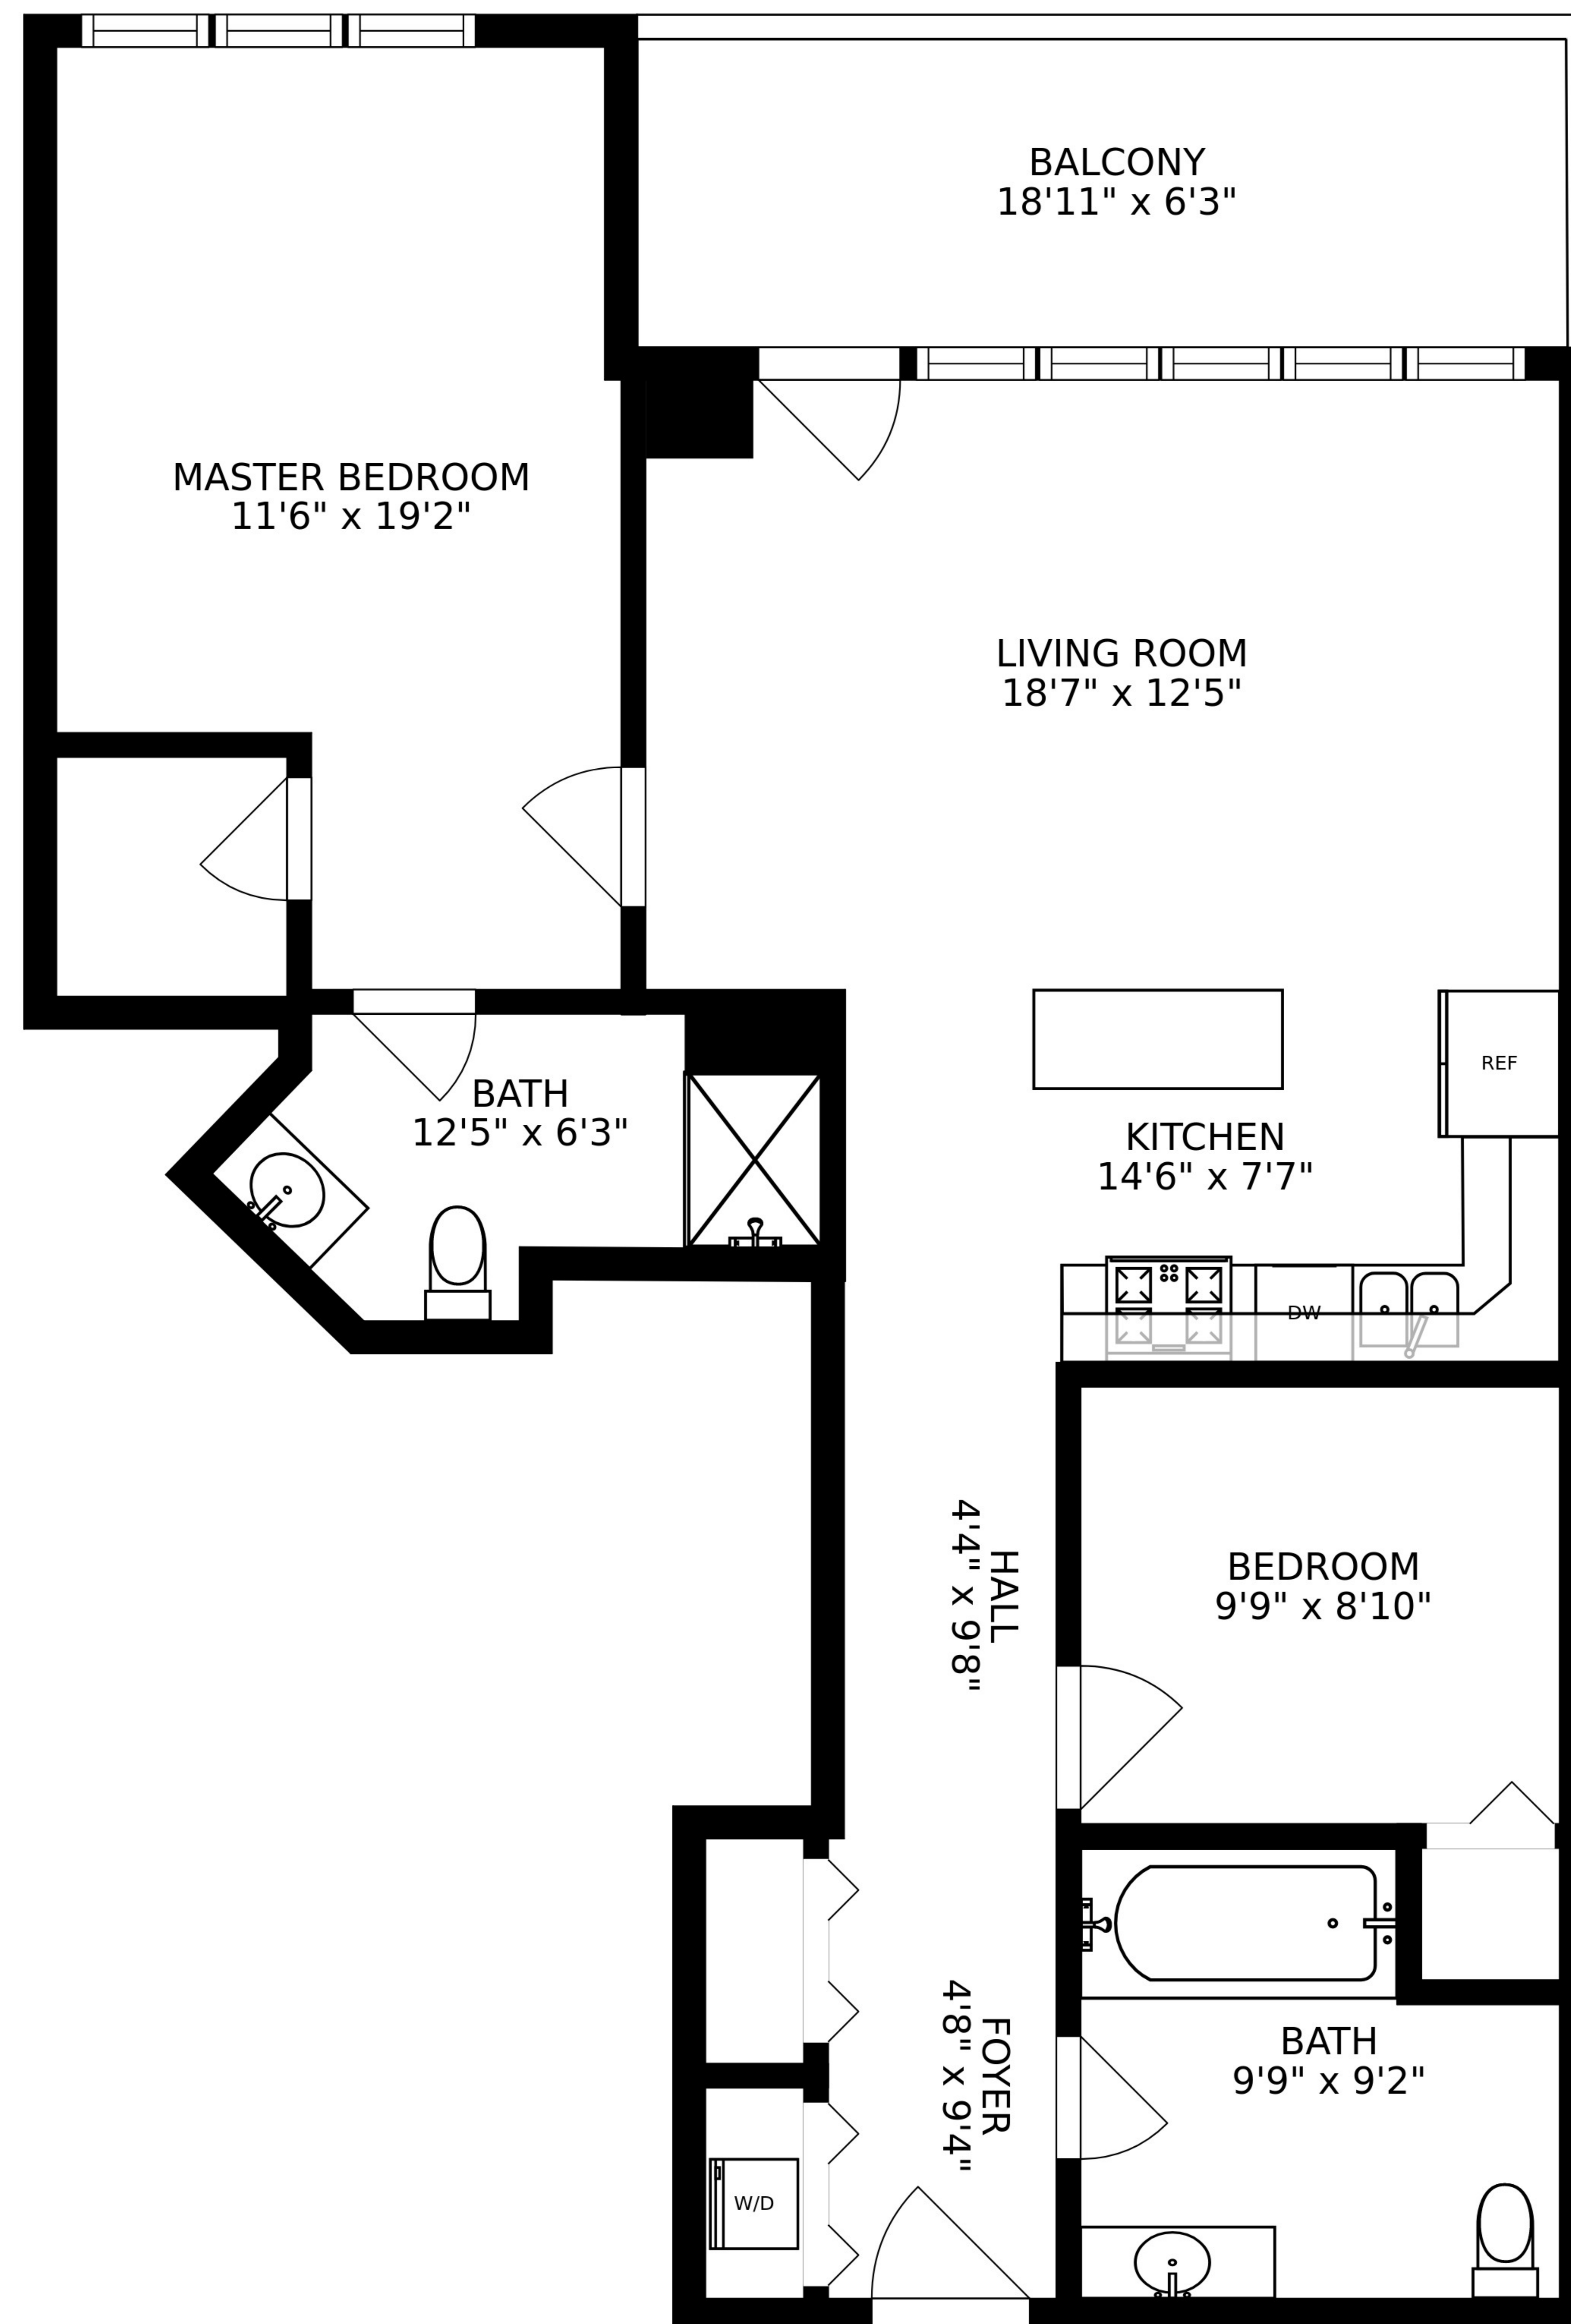 BALCONY
18'11" x 6'3"
MASTER BEDROOM
11'6" x 19'2"
LIVING ROOM
18'7" x 12'5"
REF
BATH
12'5" x 6'3"
KITCHEN
14'6" x 7'7"
DW
HALL
4'4" x 9'8"
BEDROOM
9'9" x 8'10"
FOYER
4'8" x 9'4"
BATH
9'9" x 9'2"
W/D